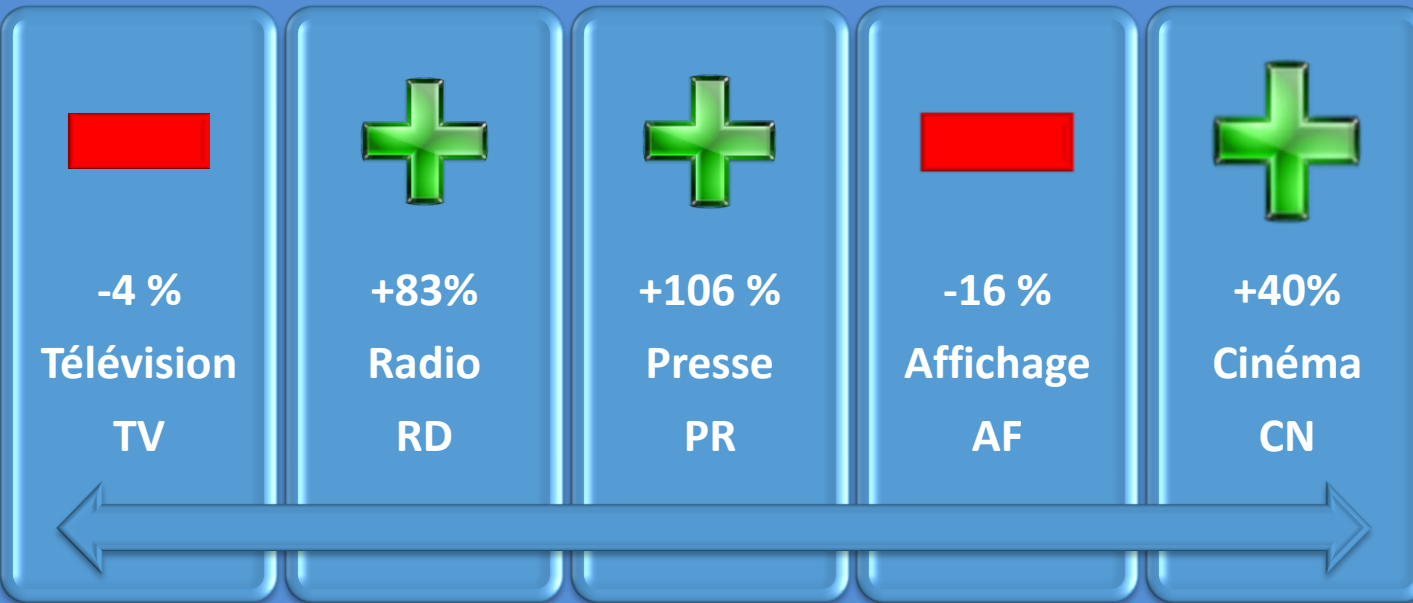 -4 %
Télévision
TV
+83%
Radio
RD
+106 %
Presse
PR
-16 %
Affichage
AF
+40%
Cinéma
CN